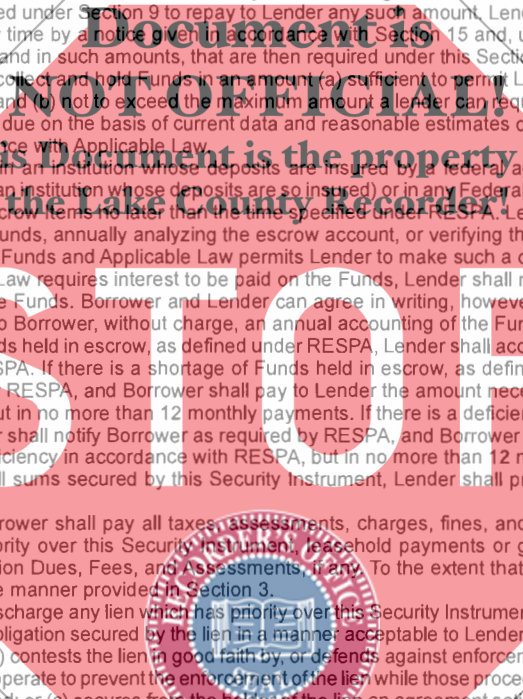 ed under Section 9 to repay to Lender any such amount. Lend
Document is
time by a notice given in accordance with Section 15 and, u
and in such amounts, that are then required under this Secti
collect and hold Funds in an amount (a) sufficient to permit L
NOT OFFICIAL!
and (b) not to exceed the maximum amount a lender can requ
due on the basis of current data and reasonable estimates o
ce with Applicable Law.
is Document is the property
in an institution whose deposits are insured by a federal a
an institution whose deposits are so insured) or in any Feder
the Lake County Recorder!
crow Items no later than the time specified under RESPA. Le
unds, annually analyzing the escrow account, or verifying th
Funds and Applicable Law permits Lender to make such a c
Law requires interest to be paid on the Funds, Lender shall n
e Funds. Borrower and Lender can agree in writing, howeve
o Borrower, without charge, an annual accounting of the Fun
STOP
ds held in escrow, as defined under RESPA, Lender shall acc
SPA. If there is a shortage of Funds held in escrow, as defin
RESPA, and Borrower shall pay to Lender the amount nece
ut in no more than 12 monthly payments. If there is a deficie
r shall notify Borrower as required by RESPA, and Borrower
ciency in accordance with RESPA, but in no more than 12 m
ll sums secured by this Security Instrument, Lender shall pr
rower shall pay all taxes, assessments, charges, fines, and
ority over this Security Instrument, leasehold payments or g
ion Dues, Fees, and Assessments, if any. To the extent that
e manner provided in Section 3.
RECORDER'S OFFICE
scharge any lien which has priority over this Security Instrumen
bligation secured by the lien in a manner acceptable to Lender
) contests the lien in good faith by, or defends against enforcem
perate to prevent the enforcement of the lien while those proce